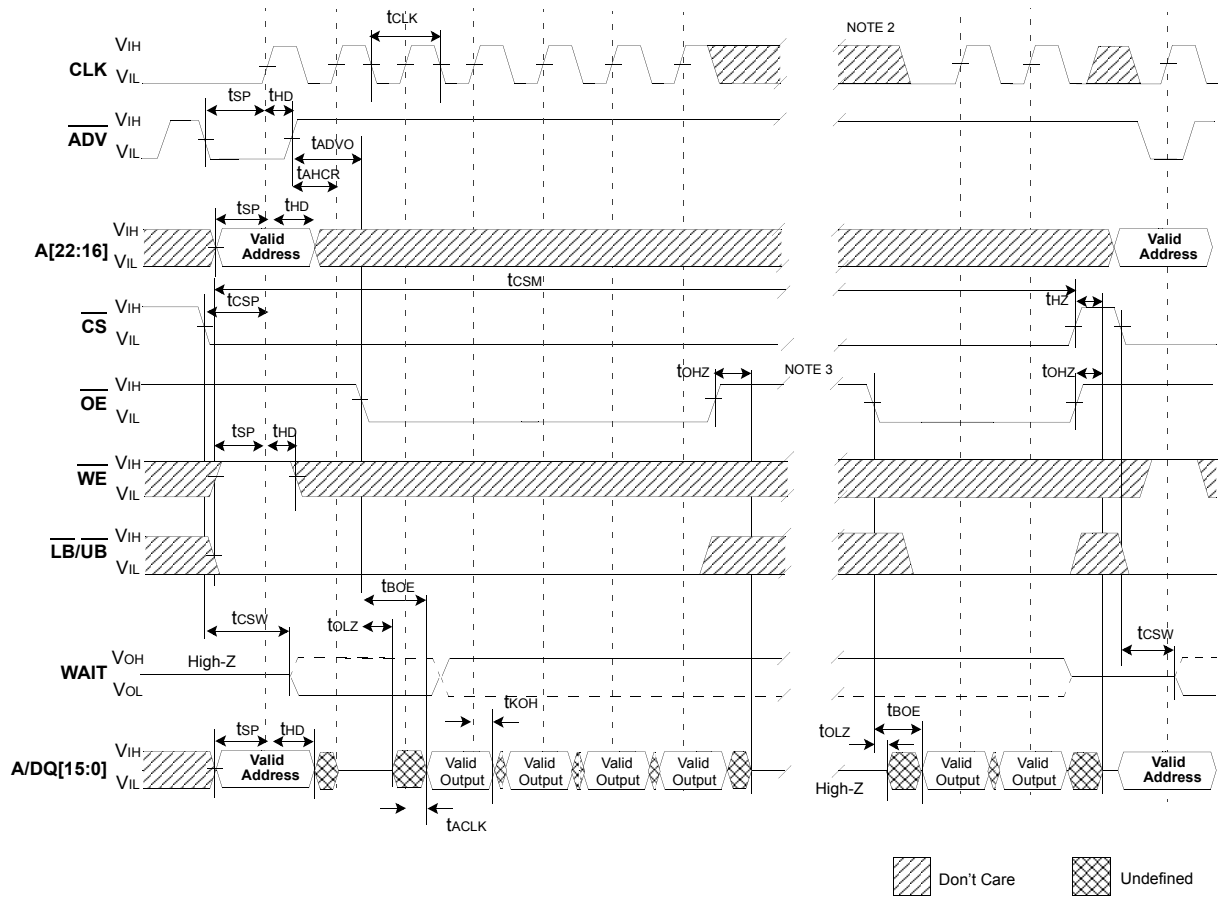 tCLK
NOTE 2
VIH
CLK
VIL
tSP tHD
VIH
ADV
VIL
tADVO
tAHCR
tSP tHD
VIH
A[22:16]
VIL
Valid Address
Valid Address
tCSM
tCSP
tHZ
VIH
CS
VIL
tOHZ
NOTE 3
tOHZ
VIH
OE
VIL
tSP tHD
VIH
WE
VIL
VIH
LB/UB
VIL
tBOE
tCSW
tOLZ
tCSW
VOH
High-Z
WAIT
VOL
tKOH
tBOE
tSP tHD
tOLZ
VIH
A/DQ[15:0]
VIL
Valid Address
Valid Output
Valid Output
Valid Output
Valid Output
High-Z
Valid Output
Valid Output
Valid Address
tACLK
Don't Care
Undefined